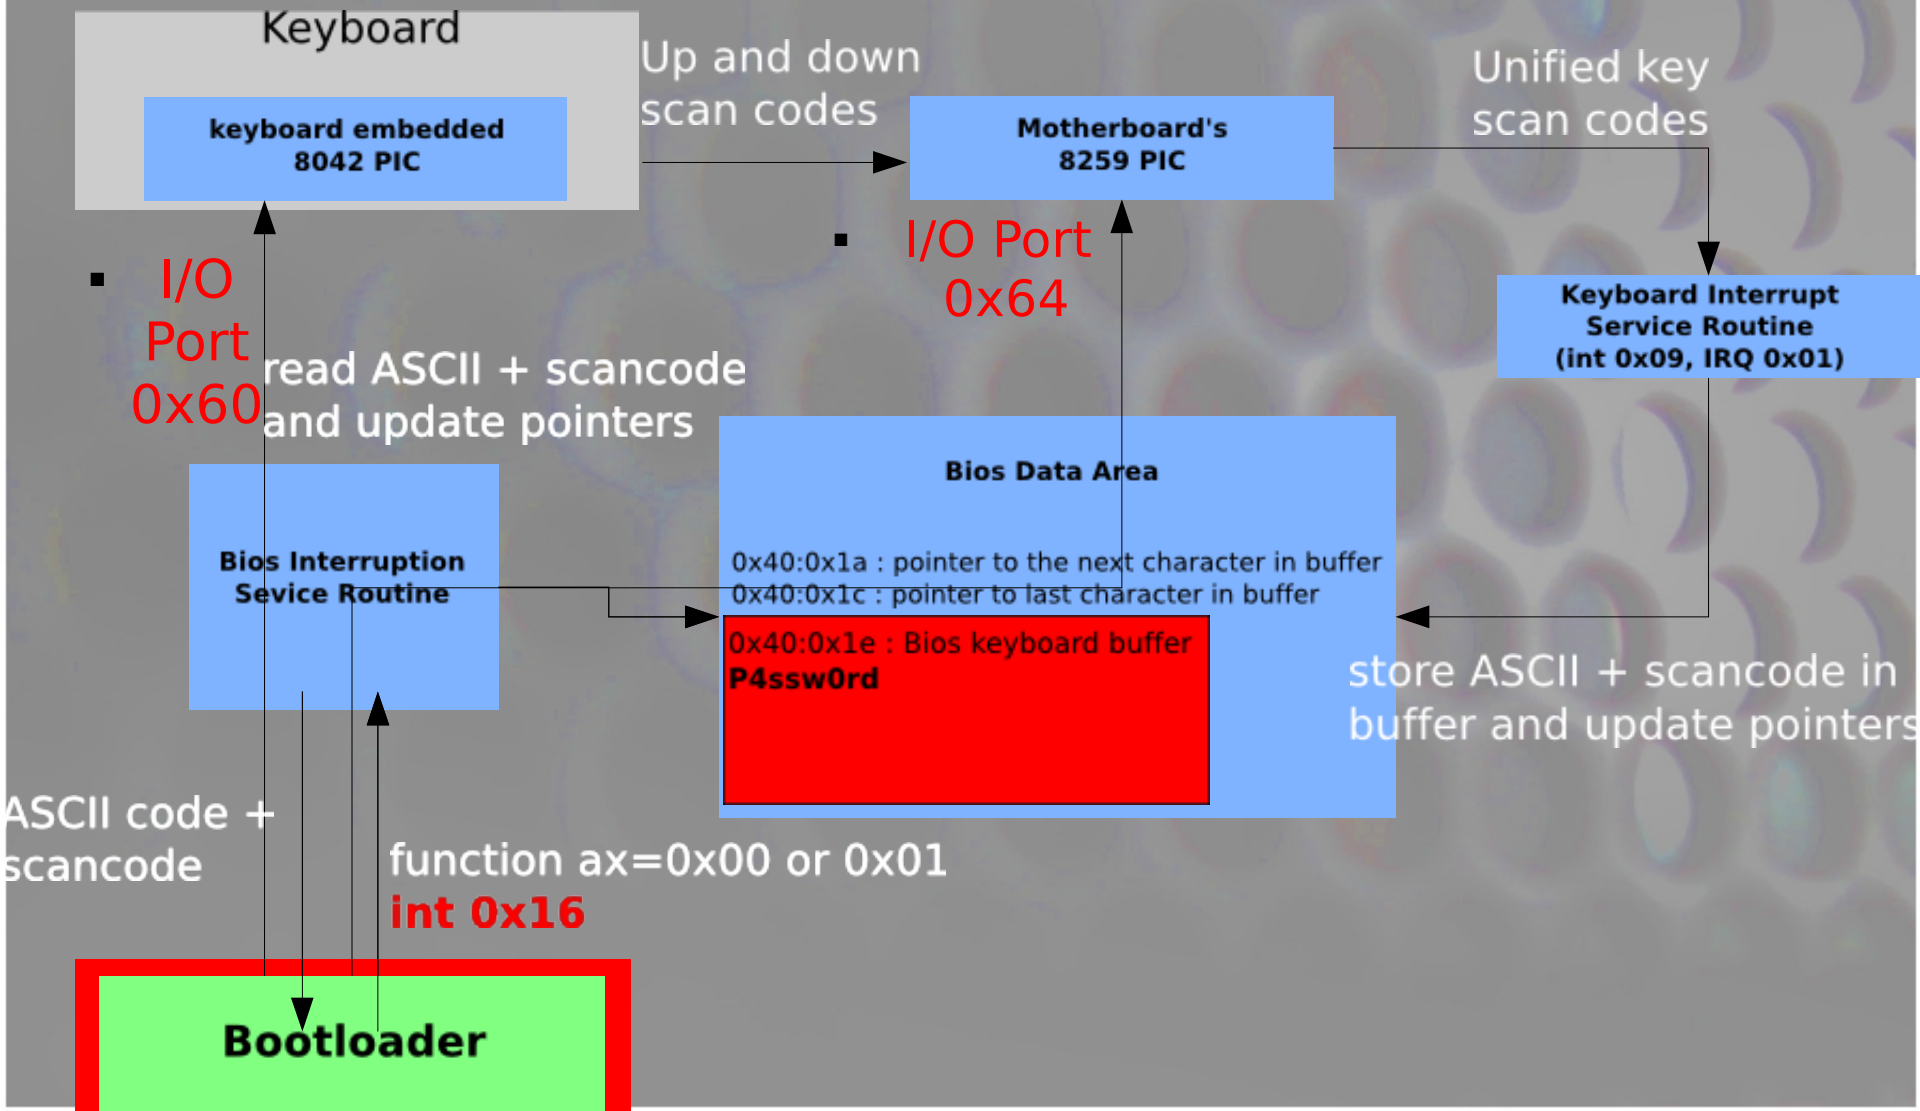 Keyboard
keyboard embedded
8042 PIC
Up and down
scan codes
Motherboard's
8259 PIC
Unified key
scan codes
▪ I/O
Port
0x60
▪ I/O Port
0x64
Keyboard Interrupt
Service Routine
(int 0x09, IRQ 0x01)
read ASCII + scancode
and update pointers
Bios Interruption
Sevice Routine
Bios Data Area
0x40:0x1a : pointer to the next character in buffer
0x40:0x1c : pointer to last character in buffer
0x40:0x1e : Bios keyboard buffer
P4ssw0rd
store ASCII + scancode in
buffer and update pointers
ASCII code +
scancode
function ax=0x00 or 0x01
int 0x16
Bootloader